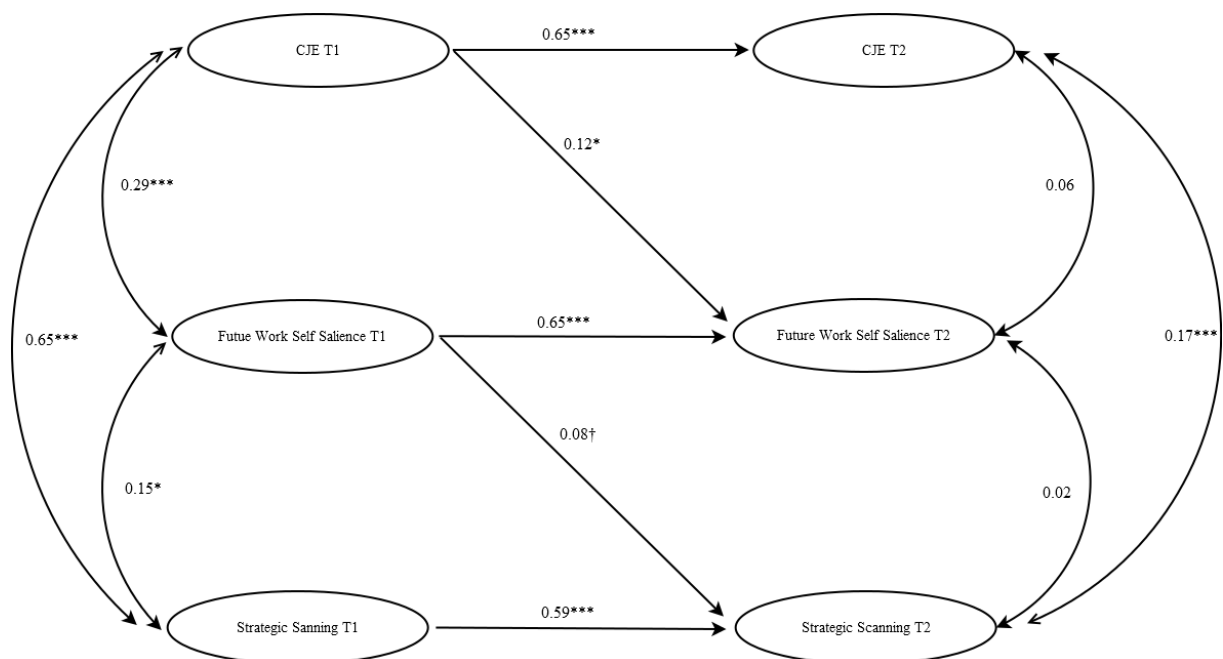 CJE T1
0.65***
CJE T2
0.12*
0.29***
0.06
0.65***
Futue Work Self Salience T1
0.65***
Future Work Self Salience T2
0.17***
0.08†
0.15*
0.02
Strategic Sanning T1
0.59***
Strategic Scanning T2